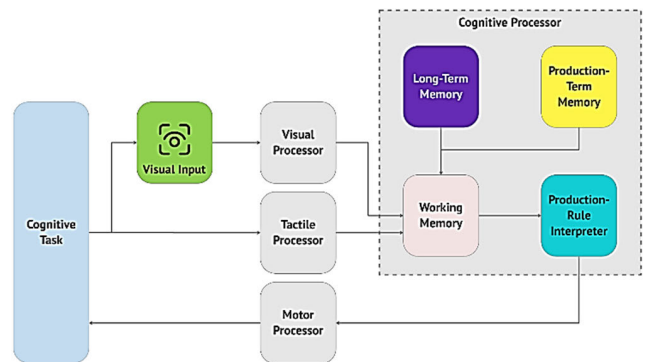 Cognitive Processor
Long-Term
Memory
Production-
Term
Memory
Visual Input
Visual
Processor
Cognitive
Task
Tactile
Processor
Working
Memory
Production-
Rule
Interpreter
Motor
Processor